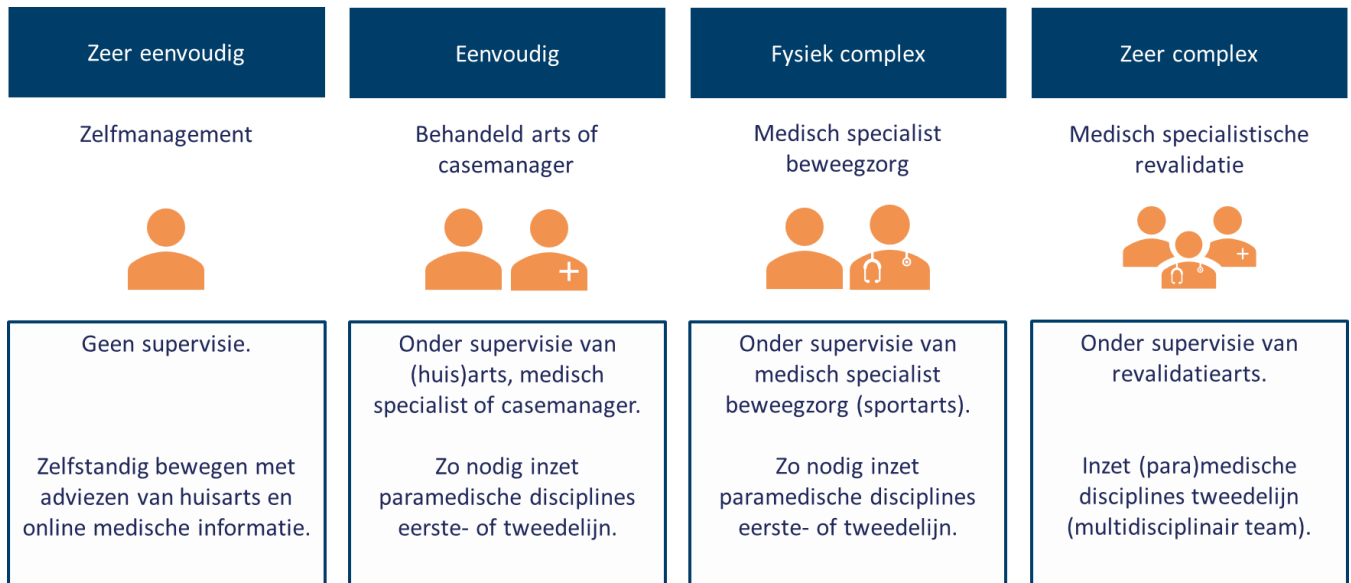 Zeer eenvoudig
Eenvoudig
Fysiek complex
Zeer complex
Zelfmanagement
Behandeld arts of
casemanager
Medisch specialist
beweegzorg
Medisch specialistische
revalidatie
Geen supervisie.
Zelfstandig bewegen met
adviezen van huisarts en
online medische informatie.
Onder supervisie van
(huis)arts, medisch
specialist of casemanager.
Zo nodig inzet
paramedische disciplines
eerste- of tweedelijn.
Onder supervisie van
medisch specialist
beweegzorg (sportarts).
Zo nodig inzet
paramedische disciplines
eerste- of tweedelijn.
Onder supervisie van
revalidatiearts.
Inzet (para)medische
disciplines tweedelijn
(multidisciplinair team).